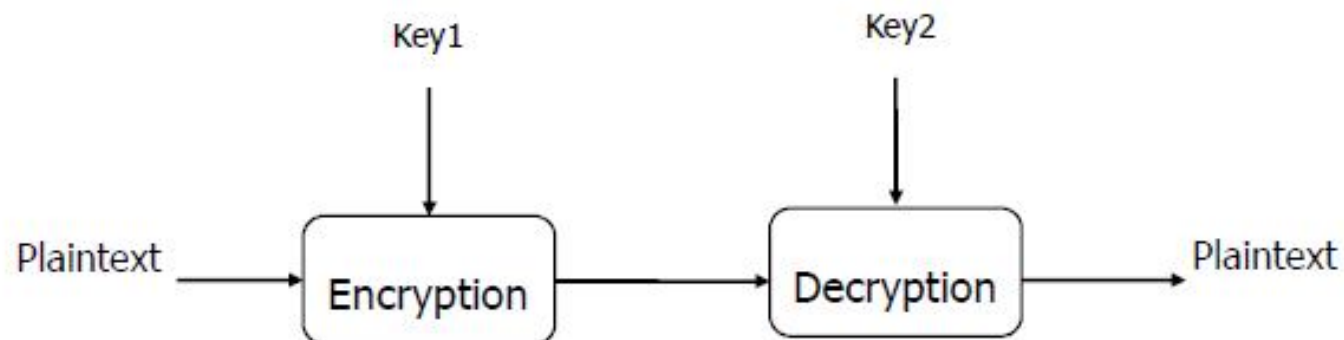 Key1
Key2
Plaintext
Encryption
Decryption
Plaintext